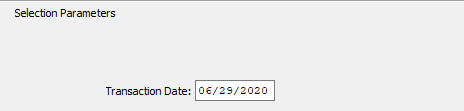 Selection Parameters
Transaction Date: 06/29/2020